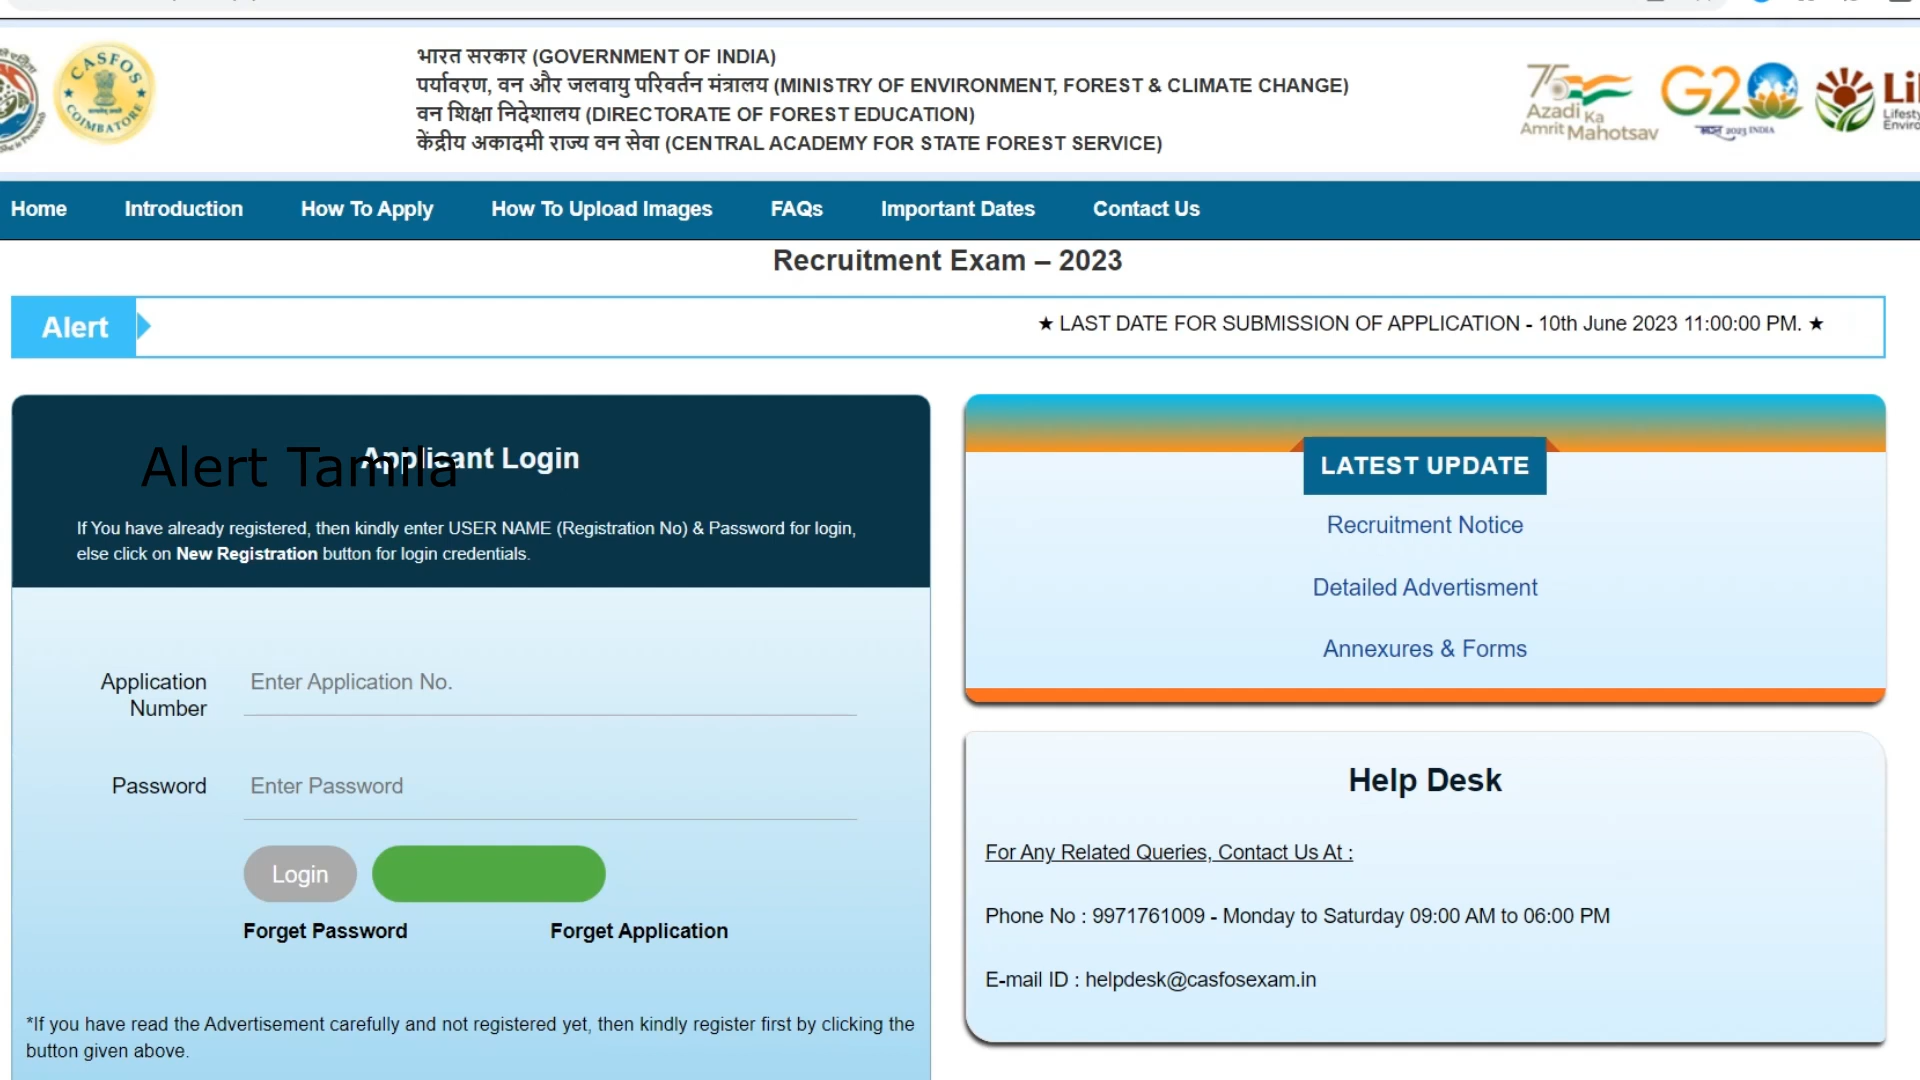 CASFOS
COIMBATORE
भारत सरकार (GOVERNMENT OF INDIA)
पर्यावरण, वन और जलवायु परिवर्तन मंत्रालय (MINISTRY OF ENVIRONMENT, FOREST & CLIMATE CHANGE)
वन शिक्षा निदेशालय (DIRECTORATE OF FOREST EDUCATION)
केंद्रीय अकादमी राज्य वन सेवा (CENTRAL ACADEMY FOR STATE FOREST SERVICE)
75
Azadi Ka
Amrit Mahotsav
G20
भारत 2023 INDIA
Home Introduction How To Apply How To Upload Images FAQs Important Dates Contact Us
Recruitment Exam – 2023
Alert
★ LAST DATE FOR SUBMISSION OF APPLICATION - 10th June 2023 11:00:00 PM. ★
Applicant Login
Alert Tamila
If You have already registered, then kindly enter USER NAME (Registration No) & Password for login,
else click on New Registration button for login credentials.
Application
Number
Enter Application No.
Password
Enter Password
Login
Forget Password Forget Application
*If you have read the Advertisement carefully and not registered yet, then kindly register first by clicking the
button given above.
LATEST UPDATE
Recruitment Notice
Detailed Advertisment
Annexures & Forms
Help Desk
For Any Related Queries, Contact Us At :
Phone No : 9971761009 - Monday to Saturday 09:00 AM to 06:00 PM
E-mail ID : helpdesk@casfosexam.in